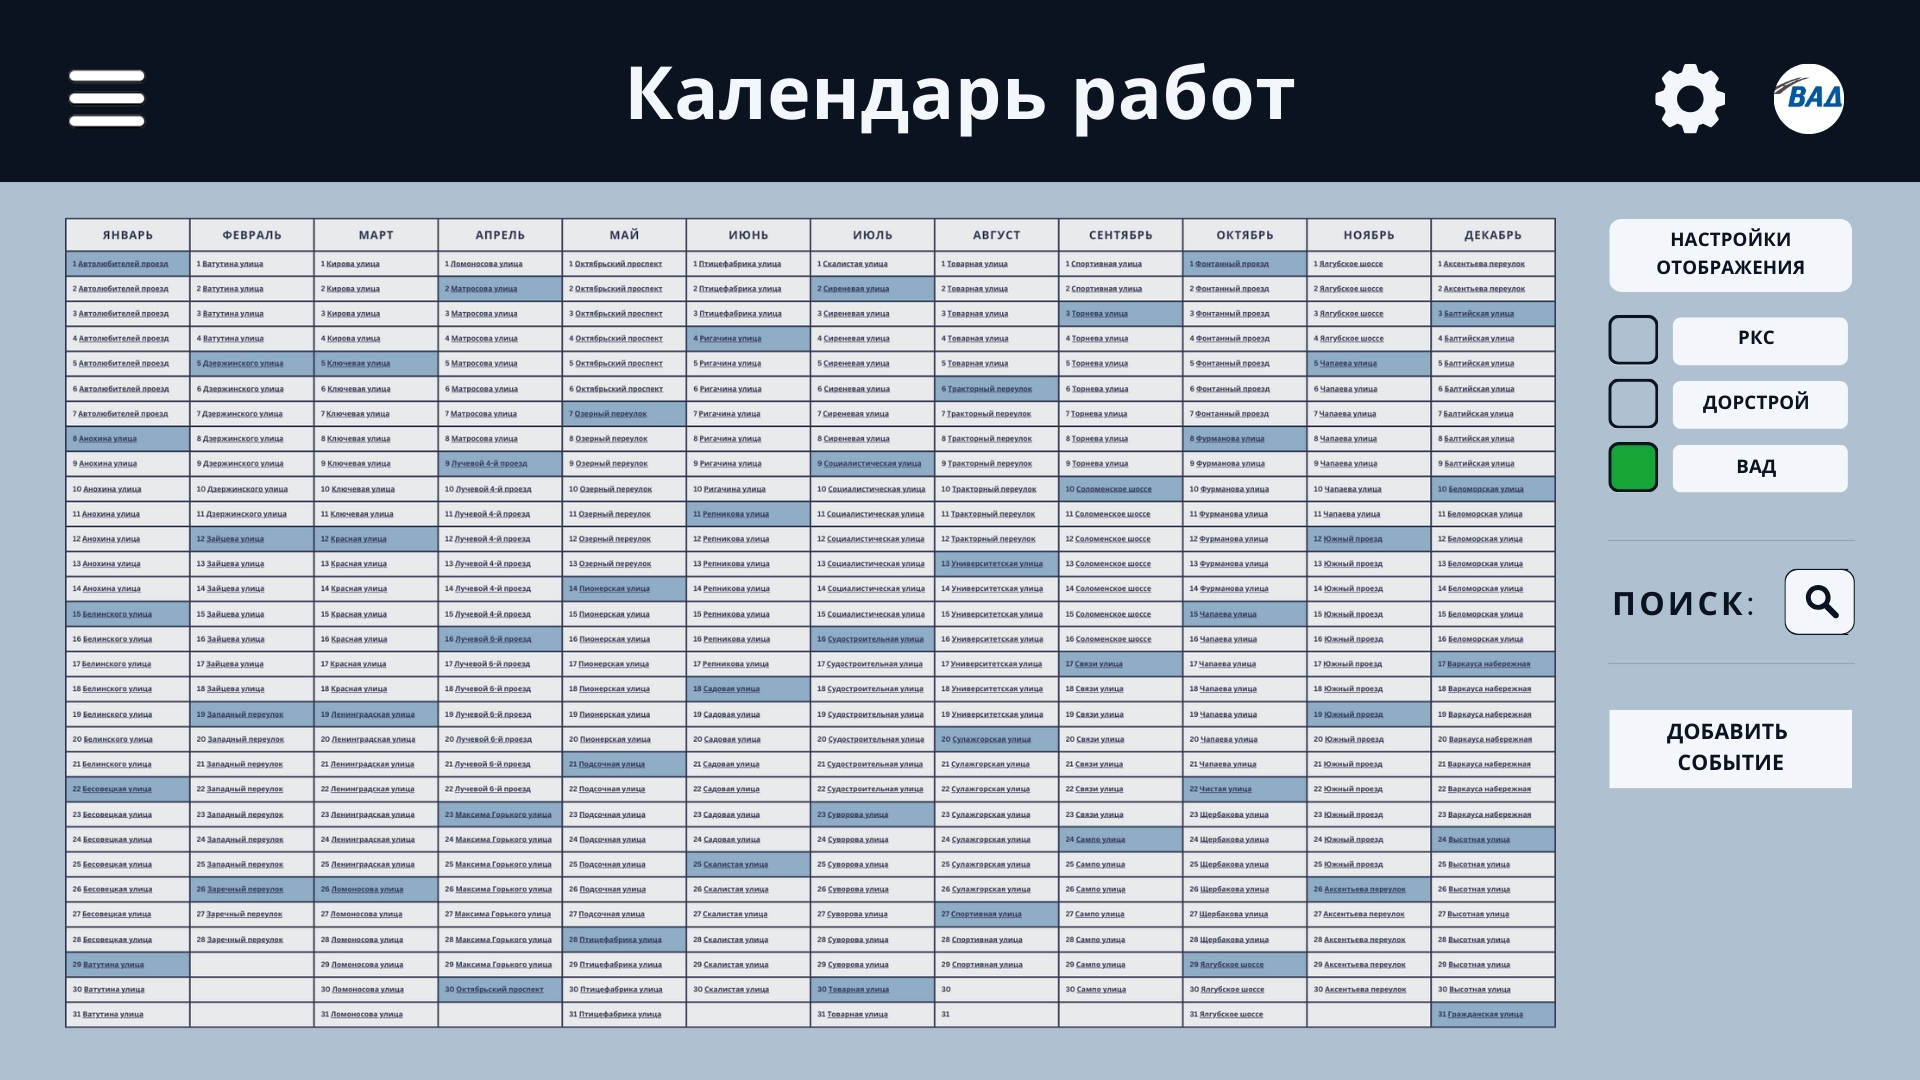 Календарь работ
ВАД
ЯНВАРЬ ФЕВРАЛЬ МАРТ АПРЕЛЬ МАЙ ИЮНЬ ИЮЛЬ АВГУСТ СЕНТЯБРЬ ОКТЯБРЬ НОЯБРЬ ДЕКАБРЬ
1 Автолюбителей проезд 1 Ватутина улица 1 Кирова улица 1 Ломоносова улица 1 Октябрьский проспект 1 Птицефабрика улица 1 Скалистая улица 1 Товарная улица 1 Спортивная улица 1 Фонтанный проезд 1 Ялгубское шоссе 1 Аксентьева переулок
2 Автолюбителей проезд 2 Ватутина улица 2 Кирова улица 2 Матросова улица 2 Октябрьский проспект 2 Птицефабрика улица 2 Сиреневая улица 2 Товарная улица 2 Спортивная улица 2 Фонтанный проезд 2 Ялгубское шоссе 2 Аксентьева переулок
3 Автолюбителей проезд 3 Ватутина улица 3 Кирова улица 3 Матросова улица 3 Октябрьский проспект 3 Птицефабрика улица 3 Сиреневая улица 3 Товарная улица 3 Торнева улица 3 Фонтанный проезд 3 Ялгубское шоссе 3 Балтийская улица
4 Автолюбителей проезд 4 Ватутина улица 4 Кирова улица 4 Матросова улица 4 Октябрьский проспект 4 Ригачина улица 4 Сиреневая улица 4 Товарная улица 4 Торнева улица 4 Фонтанный проезд 4 Ялгубское шоссе 4 Балтийская улица
5 Автолюбителей проезд 5 Дзержинского улица 5 Ключевая улица 5 Матросова улица 5 Октябрьский проспект 5 Ригачина улица 5 Сиреневая улица 5 Товарная улица 5 Торнева улица 5 Фонтанный проезд 5 Чапаева улица 5 Балтийская улица
6 Автолюбителей проезд 6 Дзержинского улица 6 Ключевая улица 6 Матросова улица 6 Октябрьский проспект 6 Ригачина улица 6 Сиреневая улица 6 Тракторный переулок 6 Торнева улица 6 Фонтанный проезд 6 Чапаева улица 6 Балтийская улица
7 Автолюбителей проезд 7 Дзержинского улица 7 Ключевая улица 7 Матросова улица 7 Озерный переулок 7 Ригачина улица 7 Сиреневая улица 7 Тракторный переулок 7 Торнева улица 7 Фонтанный проезд 7 Чапаева улица 7 Балтийская улица
8 Анохина улица 8 Дзержинского улица 8 Ключевая улица 8 Матросова улица 8 Озерный переулок 8 Ригачина улица 8 Сиреневая улица 8 Тракторный переулок 8 Торнева улица 8 Фурманова улица 8 Чапаева улица 8 Балтийская улица
9 Анохина улица 9 Дзержинского улица 9 Ключевая улица 9 Лучевой 4-й проезд 9 Озерный переулок 9 Ригачина улица 9 Социалистическая улица 9 Тракторный переулок 9 Торнева улица 9 Фурманова улица 9 Чапаева улица 9 Балтийская улица
10 Анохина улица 10 Дзержинского улица 10 Ключевая улица 10 Лучевой 4-й проезд 10 Озерный переулок 10 Ригачина улица 10 Социалистическая улица 10 Тракторный переулок 10 Соломенское шоссе 10 Фурманова улица 10 Чапаева улица 10 Беломорская улица
11 Анохина улица 11 Дзержинского улица 11 Ключевая улица 11 Лучевой 4-й проезд 11 Озерный переулок 11 Репникова улица 11 Социалистическая улица 11 Тракторный переулок 11 Соломенское шоссе 11 Фурманова улица 11 Чапаева улица 11 Беломорская улица
12 Анохина улица 12 Зайцева улица 12 Красная улица 12 Лучевой 4-й проезд 12 Озерный переулок 12 Репникова улица 12 Социалистическая улица 12 Тракторный переулок 12 Соломенское шоссе 12 Фурманова улица 12 Южный проезд 12 Беломорская улица
13 Анохина улица 13 Зайцева улица 13 Красная улица 13 Лучевой 4-й проезд 13 Озерный переулок 13 Репникова улица 13 Социалистическая улица 13 Университетская улица 13 Соломенское шоссе 13 Фурманова улица 13 Южный проезд 13 Беломорская улица
14 Анохина улица 14 Зайцева улица 14 Красная улица 14 Лучевой 4-й проезд 14 Пионерская улица 14 Репникова улица 14 Социалистическая улица 14 Университетская улица 14 Соломенское шоссе 14 Фурманова улица 14 Южный проезд 14 Беломорская улица
15 Белинского улица 15 Зайцева улица 15 Красная улица 15 Лучевой 4-й проезд 15 Пионерская улица 15 Репникова улица 15 Социалистическая улица 15 Университетская улица 15 Соломенское шоссе 15 Чапаева улица 15 Южный проезд 15 Беломорская улица
16 Белинского улица 16 Зайцева улица 16 Красная улица 16 Лучевой 6-й проезд 16 Пионерская улица 16 Репникова улица 16 Судостроительная улица 16 Университетская улица 16 Соломенское шоссе 16 Чапаева улица 16 Южный проезд 16 Беломорская улица
17 Белинского улица 17 Зайцева улица 17 Красная улица 17 Лучевой 6-й проезд 17 Пионерская улица 17 Репникова улица 17 Судостроительная улица 17 Университетская улица 17 Связи улица 17 Чапаева улица 17 Южный проезд 17 Варкауса набережная
18 Белинского улица 18 Зайцева улица 18 Красная улица 18 Лучевой 6-й проезд 18 Пионерская улица 18 Садовая улица 18 Судостроительная улица 18 Университетская улица 18 Связи улица 18 Чапаева улица 18 Южный проезд 18 Варкауса набережная
19 Белинского улица 19 Западный переулок 19 Ленинградская улица 19 Лучевой 6-й проезд 19 Пионерская улица 19 Садовая улица 19 Судостроительная улица 19 Университетская улица 19 Связи улица 19 Чапаева улица 19 Южный проезд 19 Варкауса набережная
20 Белинского улица 20 Западный переулок 20 Ленинградская улица 20 Лучевой 6-й проезд 20 Пионерская улица 20 Садовая улица 20 Судостроительная улица 20 Сулажгорская улица 20 Связи улица 20 Чапаева улица 20 Южный проезд 20 Варкауса набережная
21 Белинского улица 21 Западный переулок 21 Ленинградская улица 21 Лучевой 6-й проезд 21 Подсочная улица 21 Садовая улица 21 Судостроительная улица 21 Сулажгорская улица 21 Связи улица 21 Чапаева улица 21 Южный проезд 21 Варкауса набережная
22 Бесовецкая улица 22 Западный переулок 22 Ленинградская улица 22 Лучевой 6-й проезд 22 Подсочная улица 22 Садовая улица 22 Судостроительная улица 22 Сулажгорская улица 22 Связи улица 22 Чистая улица 22 Южный проезд 22 Варкауса набережная
23 Бесовецкая улица 23 Западный переулок 23 Ленинградская улица 23 Максима Горького улица 23 Подсочная улица 23 Садовая улица 23 Суворова улица 23 Сулажгорская улица 23 Связи улица 23 Щербакова улица 23 Южный проезд 23 Варкауса набережная
24 Бесовецкая улица 24 Западный переулок 24 Ленинградская улица 24 Максима Горького улица 24 Подсочная улица 24 Садовая улица 24 Суворова улица 24 Сулажгорская улица 24 Сампо улица 24 Щербакова улица 24 Южный проезд 24 Высотная улица
25 Бесовецкая улица 25 Западный переулок 25 Ленинградская улица 25 Максима Горького улица 25 Подсочная улица 25 Скалистая улица 25 Суворова улица 25 Сулажгорская улица 25 Сампо улица 25 Щербакова улица 25 Южный проезд 25 Высотная улица
26 Бесовецкая улица 26 Заречный переулок 26 Ломоносова улица 26 Максима Горького улица 26 Подсочная улица 26 Скалистая улица 26 Суворова улица 26 Сулажгорская улица 26 Сампо улица 26 Щербакова улица 26 Аксентьева переулок 26 Высотная улица
27 Бесовецкая улица 27 Заречный переулок 27 Ломоносова улица 27 Максима Горького улица 27 Подсочная улица 27 Скалистая улица 27 Суворова улица 27 Спортивная улица 27 Сампо улица 27 Щербакова улица 27 Аксентьева переулок 27 Высотная улица
28 Бесовецкая улица 28 Заречный переулок 28 Ломоносова улица 28 Максима Горького улица 28 Птицефабрика улица 28 Скалистая улица 28 Суворова улица 28 Спортивная улица 28 Сампо улица 28 Щербакова улица 28 Аксентьева переулок 28 Высотная улица
29 Ватутина улица 29 Ломоносова улица 29 Максима Горького улица 29 Птицефабрика улица 29 Скалистая улица 29 Суворова улица 29 Спортивная улица 29 Сампо улица 29 Ялгубское шоссе 29 Аксентьева переулок 29 Высотная улица
30 Ватутина улица 30 Ломоносова улица 30 Октябрьский проспект 30 Птицефабрика улица 30 Скалистая улица 30 Товарная улица 30 30 Сампо улица 30 Ялгубское шоссе 30 Аксентьева переулок 30 Высотная улица
31 Ватутина улица 31 Ломоносова улица 31 Птицефабрика улица 31 Товарная улица 31 31 Ялгубское шоссе 31 Гражданская улица
НАСТРОЙКИ
ОТОБРАЖЕНИЯ
РКС
ДОРСТРОЙ
ВАД
ПОИСК:
ДОБАВИТЬ
СОБЫТИЕ